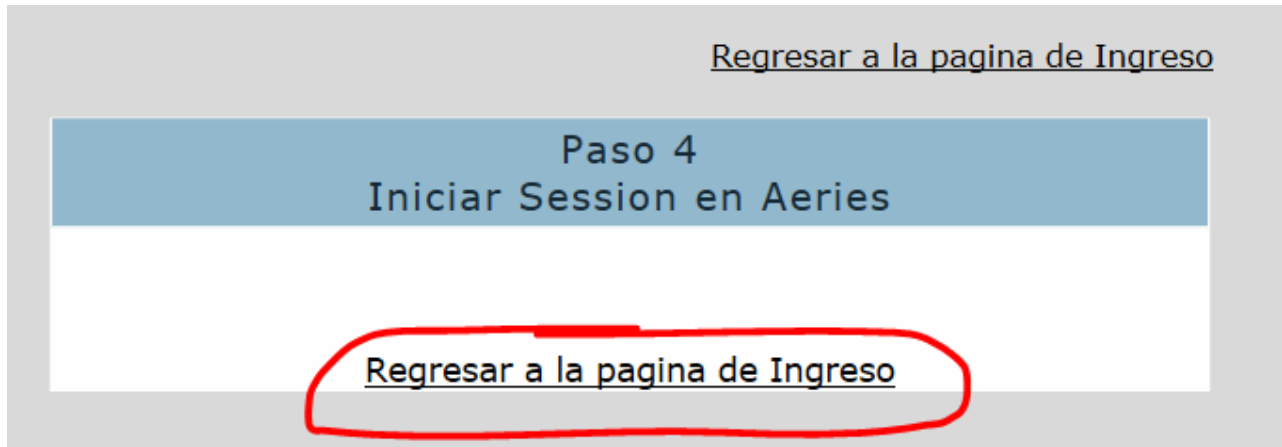 Regresar a la pagina de Ingreso
Paso 4
Iniciar Session en Aeries
Regresar a la pagina de Ingreso